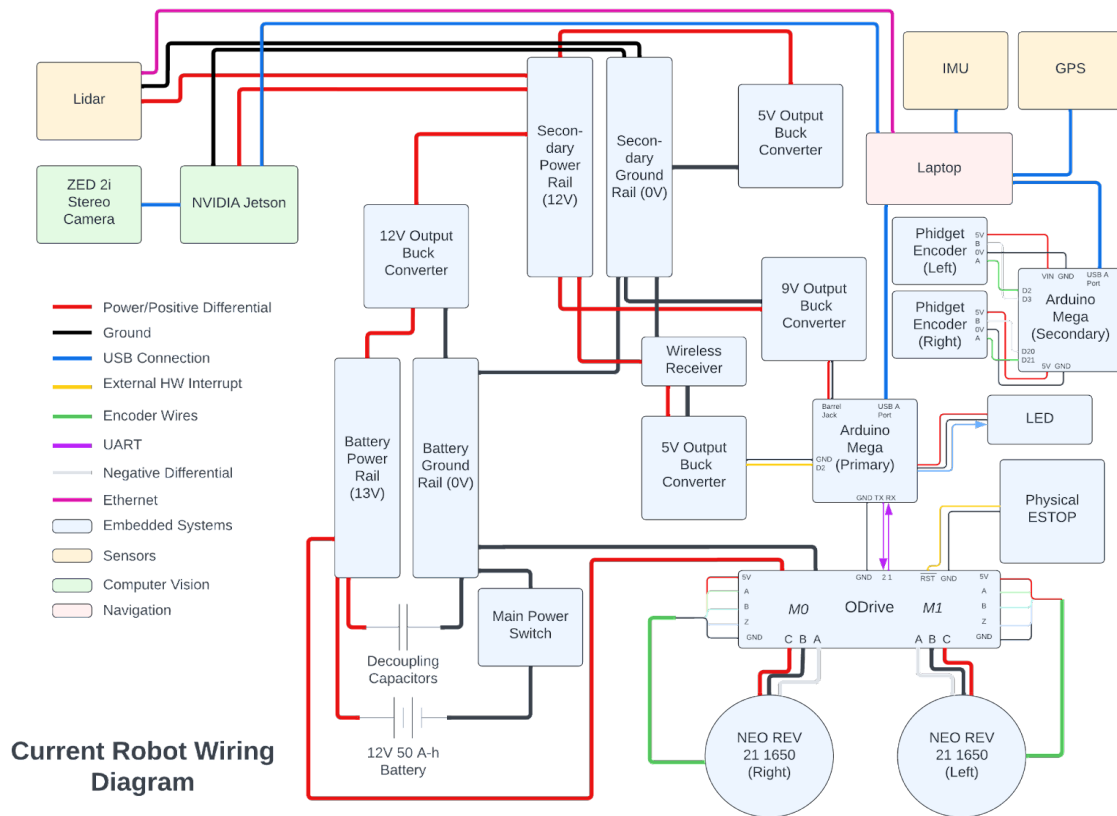 Lidar
ZED 2i
Stereo
Camera
NVIDIA Jetson
Secon-
dary
Power
Rail
(12V)
Secon-
dary
Ground
Rail (0V)
5V Output
Buck
Converter
IMU
GPS
Laptop
12V Output
Buck
Converter
9V Output
Buck
Converter
Phidget
Encoder
(Left)
5V
B
0V
A
Phidget
Encoder
(Right)
5V
B
0V
A
USB A
Port
VIN GND
D2
D3
Arduino
Mega
(Secondary)
D20
D21
5V GND
Power/Positive Differential
Ground
USB Connection
External HW Interrupt
Encoder Wires
UART
Negative Differential
Ethernet
Embedded Systems
Sensors
Computer Vision
Navigation
Battery
Power
Rail
(13V)
Battery
Ground
Rail (0V)
Wireless
Receiver
5V Output
Buck
Converter
Barrel
Jack
USB A
Port
Arduino
Mega
(Primary)
GND
D2
GND TX RX
LED
Physical
ESTOP
Main Power
Switch
Decoupling
Capacitors
12V 50 A-h
Battery
GND 2 1 RST GND
5V
A
B
Z
GND
M0 ODrive M1
5V
A
B
Z
GND
C B A
A B C
NEO REV
21 1650
(Right)
NEO REV
21 1650
(Left)
Current Robot Wiring
Diagram